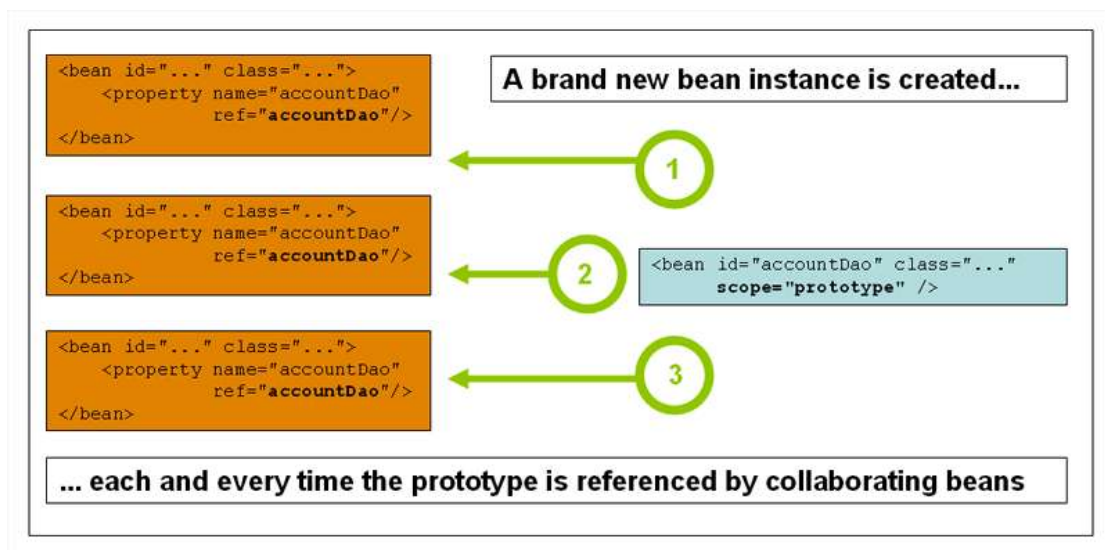 <bean id="..." class="...">
<property name="accountDao"
ref="accountDao"/>
</bean>
A brand new bean instance is created...
1
<bean id="..." class="...">
<property name="accountDao"
ref="accountDao"/>
</bean>
2
<bean id="accountDao" class="..."
scope="prototype" />
<bean id="..." class="...">
<property name="accountDao"
ref="accountDao"/>
</bean>
3
... each and every time the prototype is referenced by collaborating beans